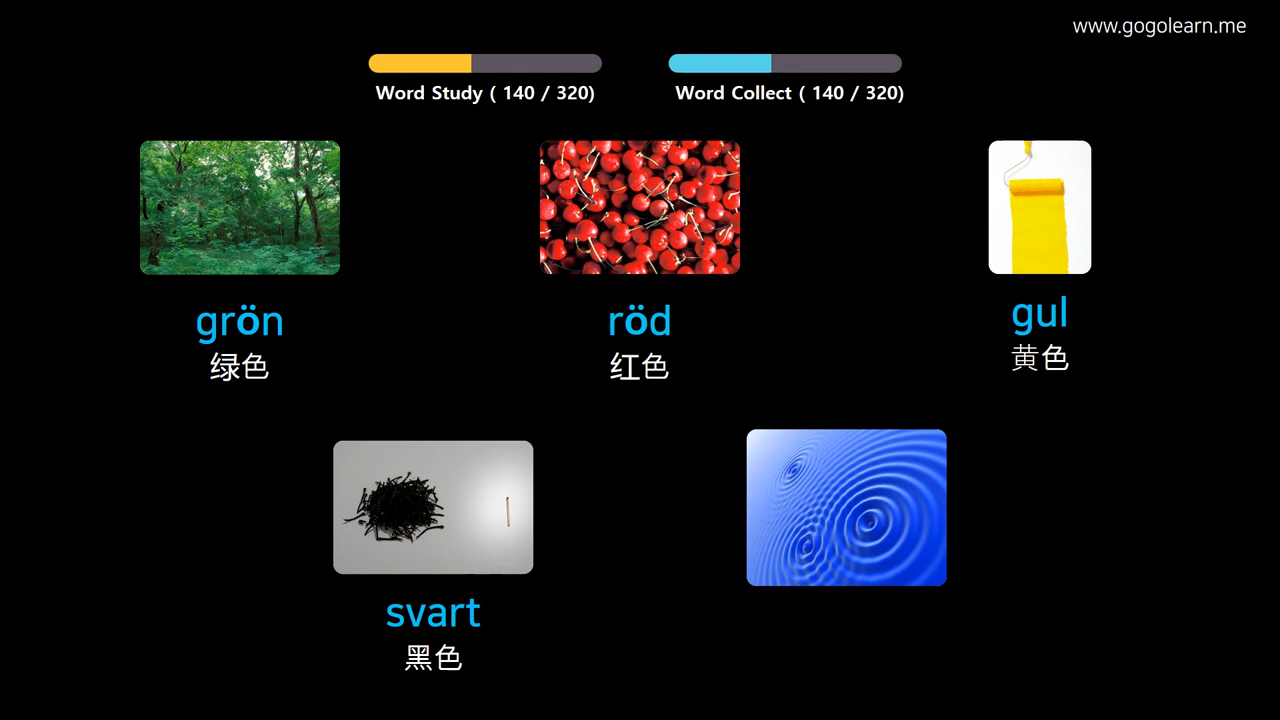 www.gogolearn.me
Word Study ( 140 / 320)
Word Collect ( 140 / 320)
grön
绿色
röd
红色
gul
黄色
svart
黑色